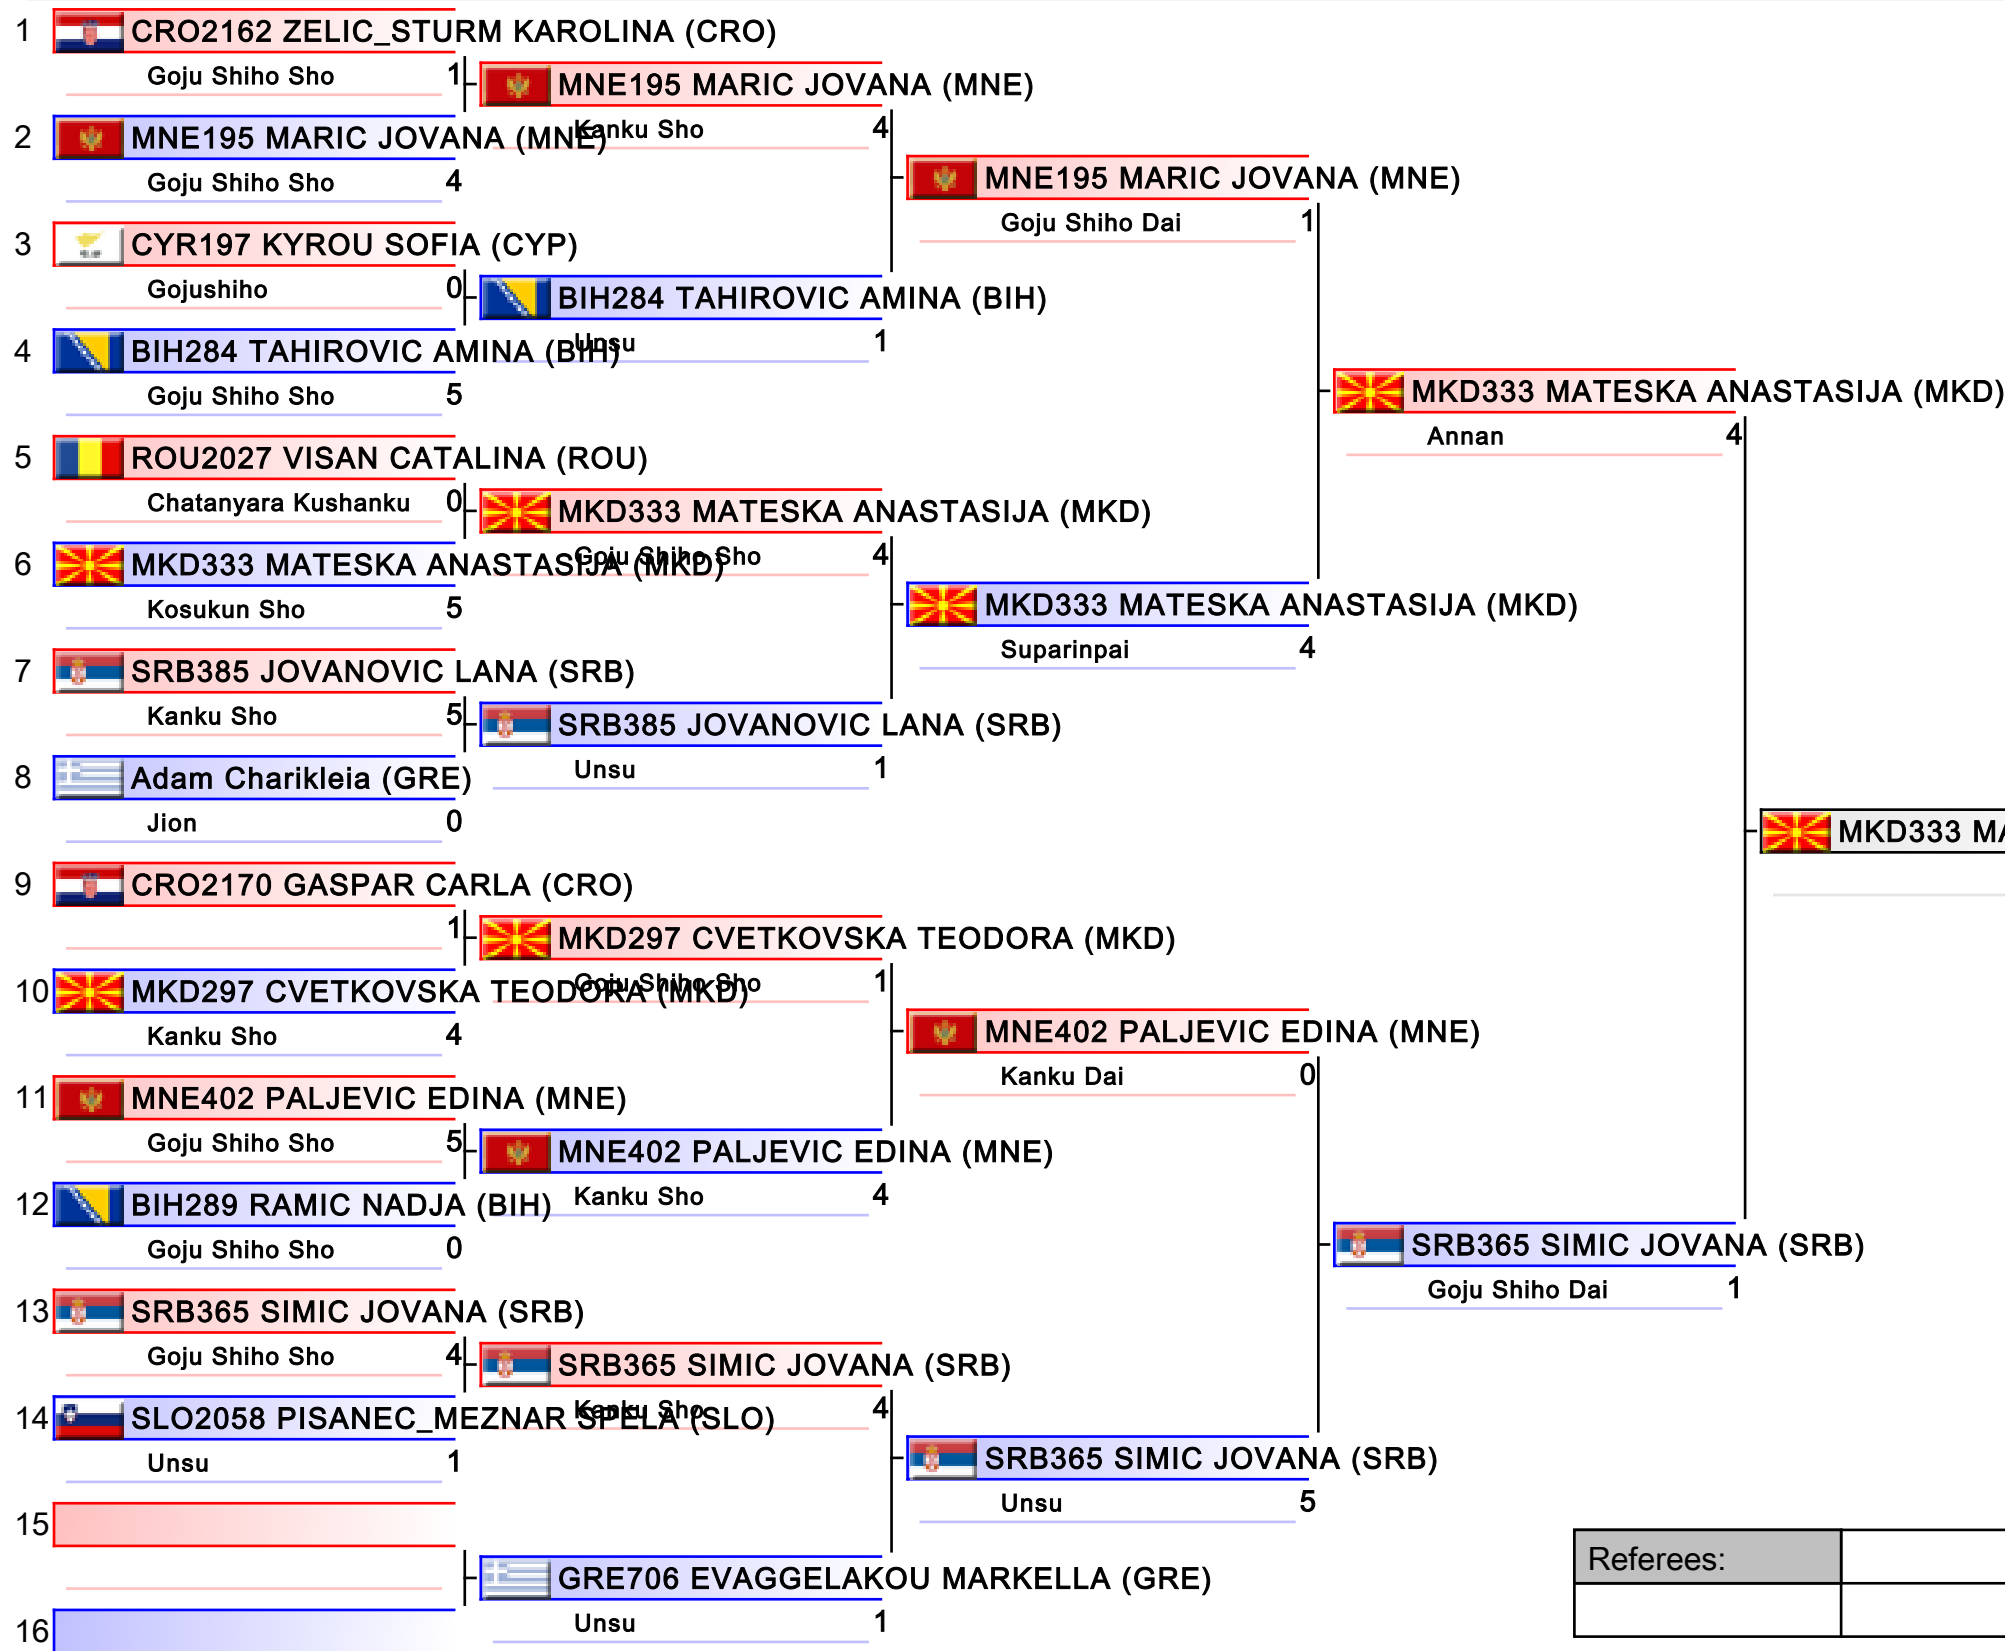 1 CRO2162 ZELIC_STURM KAROLINA (CRO)
Goju Shiho Sho 1
2 MNE195 MARIC JOVANA (MNE)
Goju Shiho Sho 4
3 CYR197 KYROU SOFIA (CYP)
Gojushiho 0
4 BIH284 TAHIROVIC AMINA (BIH)
Goju Shiho Sho 5
5 ROU2027 VISAN CATALINA (ROU)
Chatanyara Kushanku 0
6 MKD333 MATESKA ANASTASIJA (MKD)
Kosukun Sho 5
7 SRB385 JOVANOVIC LANA (SRB)
Kanku Sho 5
8 Adam Charikleia (GRE)
Jion 0
9 CRO2170 GASPAR CARLA (CRO)
1
10 MKD297 CVETKOVSKA TEODORA (MKD)
Kanku Sho 4
11 MNE402 PALJEVIC EDINA (MNE)
Goju Shiho Sho 5
12 BIH289 RAMIC NADJA (BIH)
Goju Shiho Sho 0
13 SRB365 SIMIC JOVANA (SRB)
Goju Shiho Sho 4
14 SLO2058 PISANEC_MEZNAR SPELA (SLO)
Unsu 1
15
16
MNE195 MARIC JOVANA (MNE)
Kanku Sho 4
BIH284 TAHIROVIC AMINA (BIH)
Unsu 1
MKD333 MATESKA ANASTASIJA (MKD)
Goju Shiho Sho 4
SRB385 JOVANOVIC LANA (SRB)
Unsu 1
MKD297 CVETKOVSKA TEODORA (MKD)
Goju Shiho Sho 1
MNE402 PALJEVIC EDINA (MNE)
Kanku Sho 4
SRB365 SIMIC JOVANA (SRB)
Kanku Sho 4
GRE706 EVAGGELAKOU MARKELLA (GRE)
Unsu 1
MNE195 MARIC JOVANA (MNE)
Goju Shiho Dai 1
MKD333 MATESKA ANASTASIJA (MKD)
Suparinpai 4
MNE402 PALJEVIC EDINA (MNE)
Kanku Dai 0
SRB365 SIMIC JOVANA (SRB)
Unsu 5
MKD333 MATESKA ANASTASIJA (MKD)
Annan 4
SRB365 SIMIC JOVANA (SRB)
Goju Shiho Dai 1
MKD333
Referees: